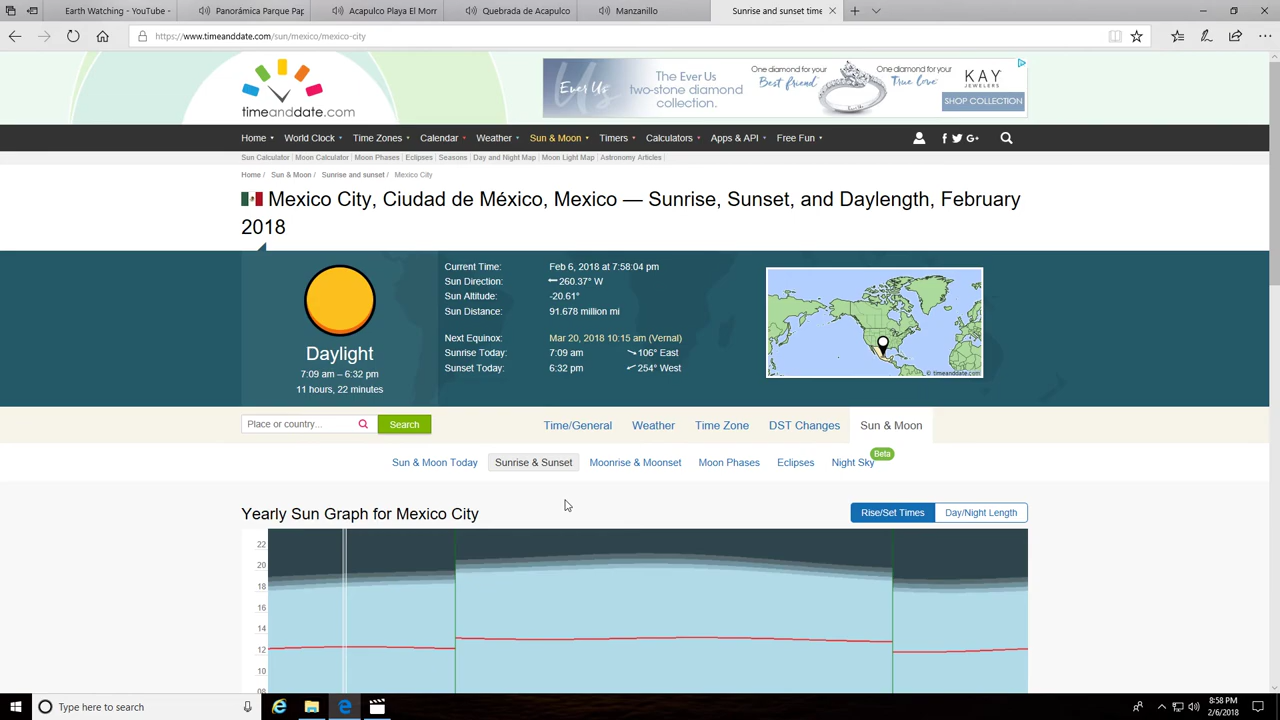 Earth Watching - YouTube -
Panorámica Parque Pap
Acapulco Playa El Morr
Quebrada de Acapulco
Manzanillo
Sunrise and sunset time
https://www.timeanddate.com/sun/mexico/mexico-city
timeanddate.com
Ever Us
The Ever Us
two-stone diamond
collection.
One diamond for your
Best friend,
One diamond for your
True love.
KAY
JEWELERS
SHOP COLLECTION
Home World Clock Time Zones Calendar Weather Sun & Moon Timers Calculators Apps & API Free Fun
Sun Calculator | Moon Calculator | Moon Phases | Eclipses | Seasons | Day and Night Map | Moon Light Map | Astronomy Articles |
Home / Sun & Moon / Sunrise and sunset / Mexico City
Mexico City, Ciudad de México, Mexico — Sunrise, Sunset, and Daylength, February
2018
Daylight
7:09 am – 6:32 pm
11 hours, 22 minutes
Current Time: Feb 6, 2018 at 7:58:04 pm
Sun Direction: 260.37° W
Sun Altitude: -20.61°
Sun Distance: 91.678 million mi
Next Equinox: Mar 20, 2018 10:15 am (Vernal)
Sunrise Today: 7:09 am 106° East
Sunset Today: 6:32 pm 254° West
© timeanddate.com
Place or country... Search
Time/General Weather Time Zone DST Changes Sun & Moon
Sun & Moon Today Sunrise & Sunset Moonrise & Moonset Moon Phases Eclipses Night Sky Beta
Yearly Sun Graph for Mexico City
Rise/Set Times Day/Night Length
22
20
18
16
14
12
10
08
Type here to search
8:58 PM
2/6/2018